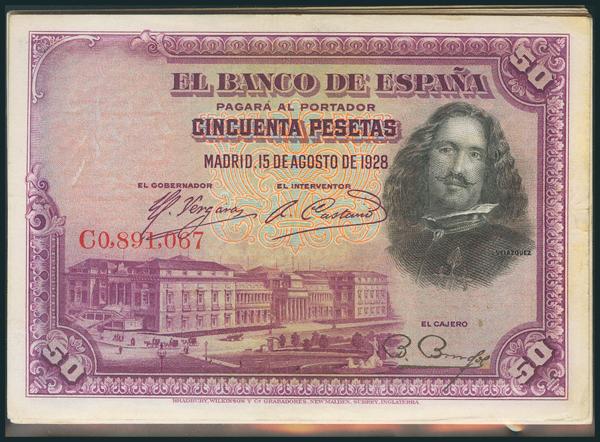 50
EL BANCO DE ESPAÑA
PAGARÁ AL PORTADOR
CINCUENTA PESETAS
MADRID, 15 DE AGOSTO DE 1928
EL GOBERNADOR EL INTERVENTOR
C0,891,067
VELAZQUEZ
EL CAJERO
50 50
BRADBURY, WILKINSON Y Cª GRABADORES, NEW MALDEN, SURREY, INGLATERRA